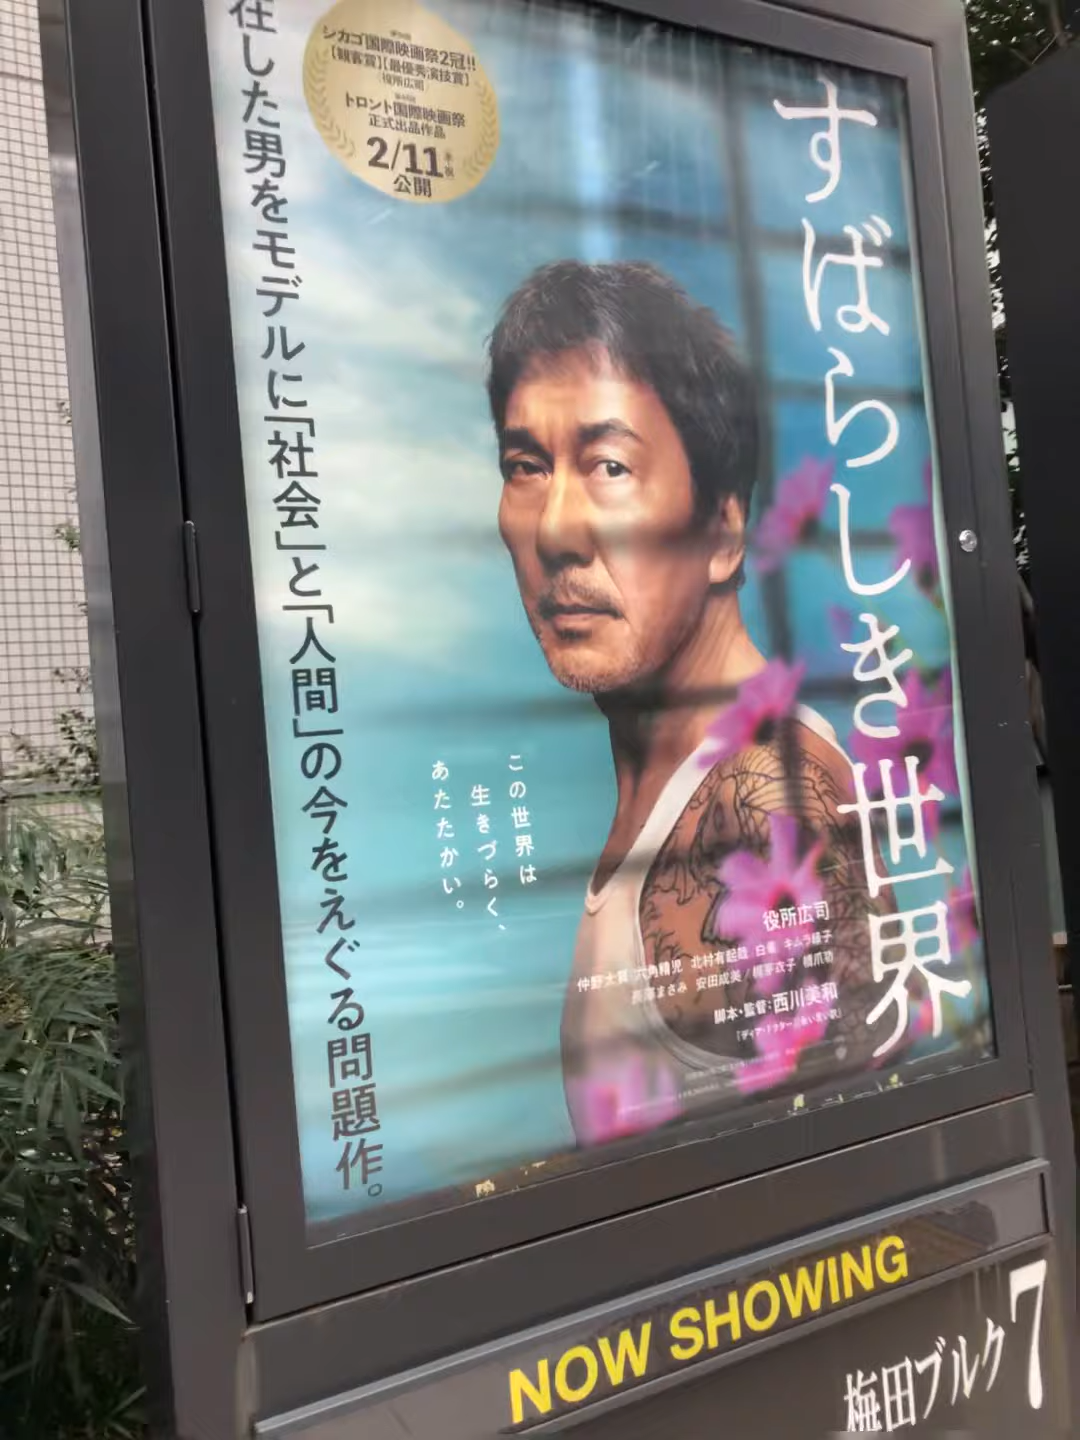 すばらしき世界
シカゴ国際映画祭2冠!!
【観客賞】【最優秀演技賞】
(役所広司)
トロント国際映画祭
正式出品作品
2/11木・祝
公開
在した男をモデルに「社会」と「人間」の今をえぐる問題作。
この世界は
生きづらく、
あたたかい。
役所広司
仲野太賀 六角精児 北村有起哉 白竜 キムラ緑子
長澤まさみ 安田成美／梶芽衣子 橋爪功
脚本・監督：西川美和
NOW SHOWING
梅田ブルク7